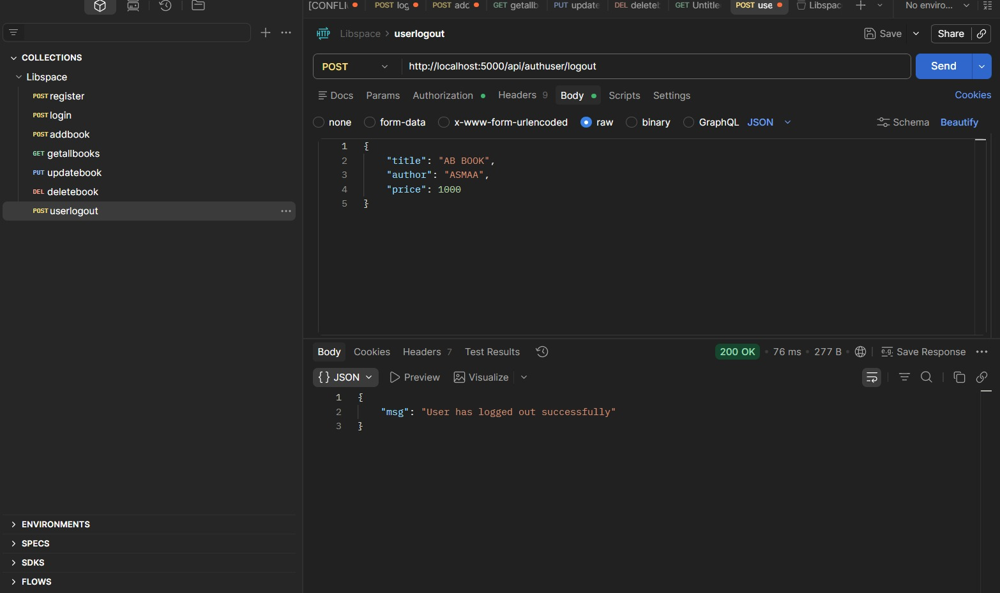 [CONFLI POST log POST adc GET getallb PUT update DEL delete GET Untitle POST use Libspac No enviro...
Libspace > userlogout Save Share
COLLECTIONS
Libspace
POST register
POST login
POST addbook
GET getallbooks
PUT updatebook
DEL deletebook
POST userlogout
ENVIRONMENTS
SPECS
SDKS
FLOWS
POST http://localhost:5000/api/authuser/logout Send
Docs Params Authorization Headers 9 Body Scripts Settings Cookies
none form-data x-www-form-urlencoded raw binary GraphQL JSON Schema Beautify
1 {
2 "title": "AB BOOK",
3 "author": "ASMAA",
4 "price": 1000
5 }
Body Cookies Headers 7 Test Results 200 OK • 76 ms • 277 B • e.g. Save Response
{} JSON Preview Visualize
1 {
2 "msg": "User has logged out successfully"
3 }